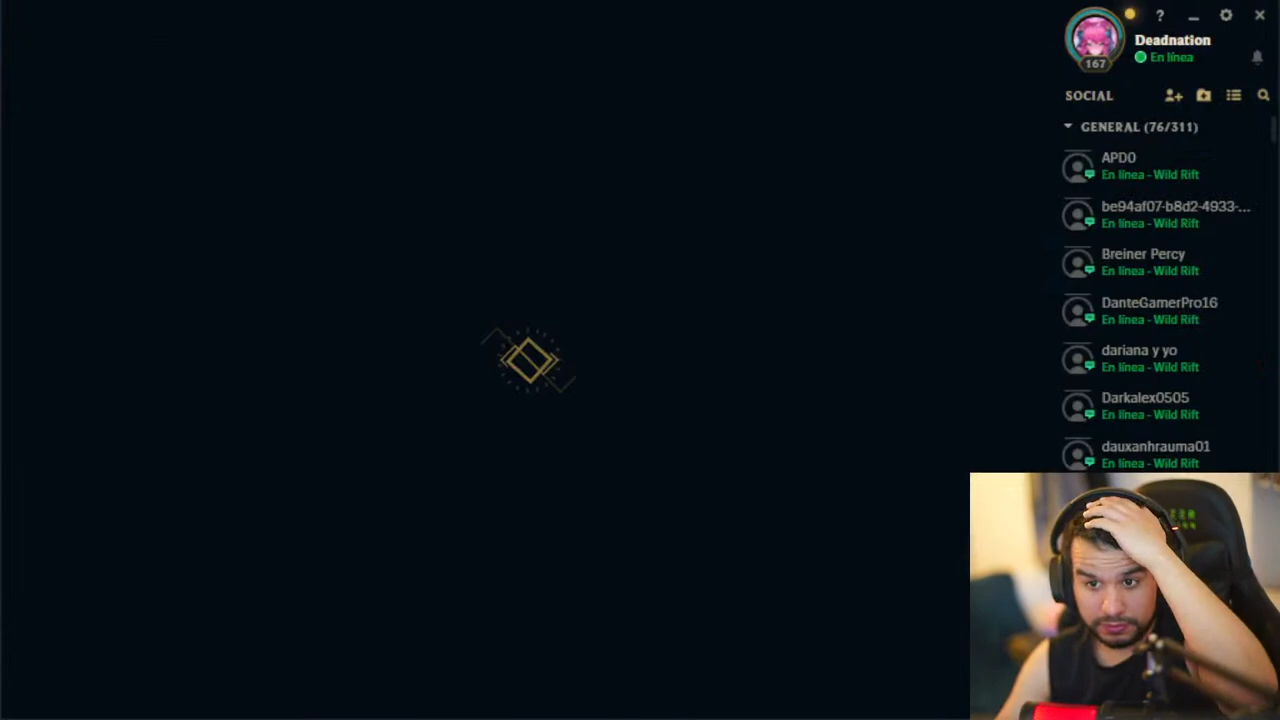 ?
Deadnation
En línea
167
SOCIAL
GENERAL (76/311)
APDO
En línea - Wild Rift
be94af07-b8d2-4933-...
En línea - Wild Rift
Breiner Percy
En línea - Wild Rift
DanteGamerPro16
En línea - Wild Rift
dariana y yo
En línea - Wild Rift
Darkalex0505
En línea - Wild Rift
dauxanhrauma01
En línea - Wild Rift